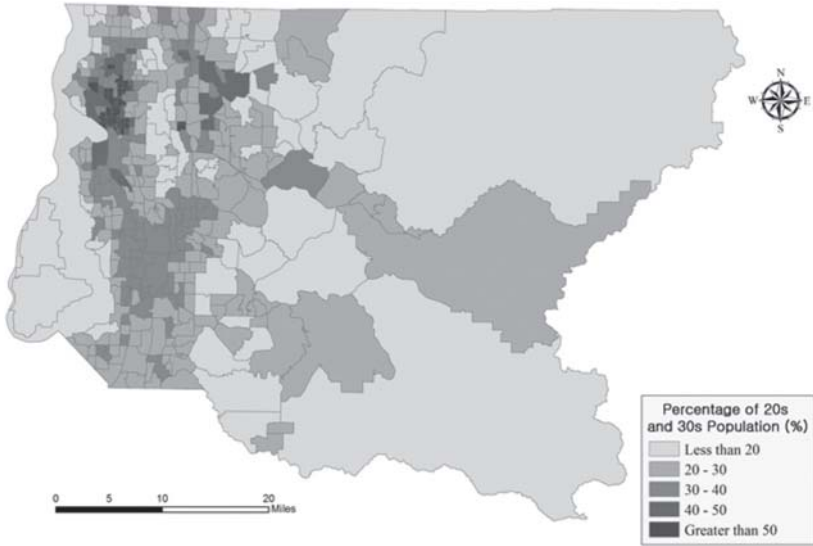 N
W E
S
Percentage of 20s
and 30s Population (%)
Less than 20
20 - 30
30 - 40
40 - 50
Greater than 50
0 5 10 20
Miles